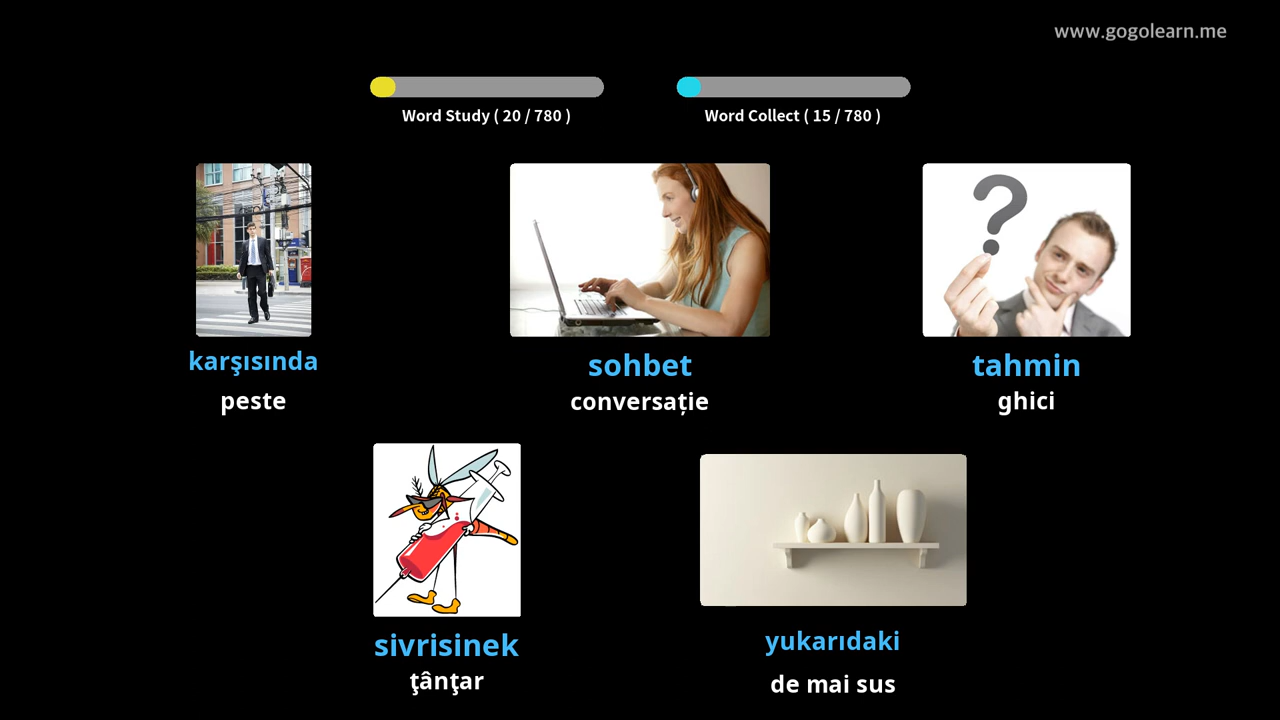 www.gogolearn.me
Word Study ( 20 / 780 )
Word Collect ( 15 / 780 )
karşısında
peste
sohbet
conversație
tahmin
ghici
sivrisinek
ţânţar
yukarıdaki
de mai sus